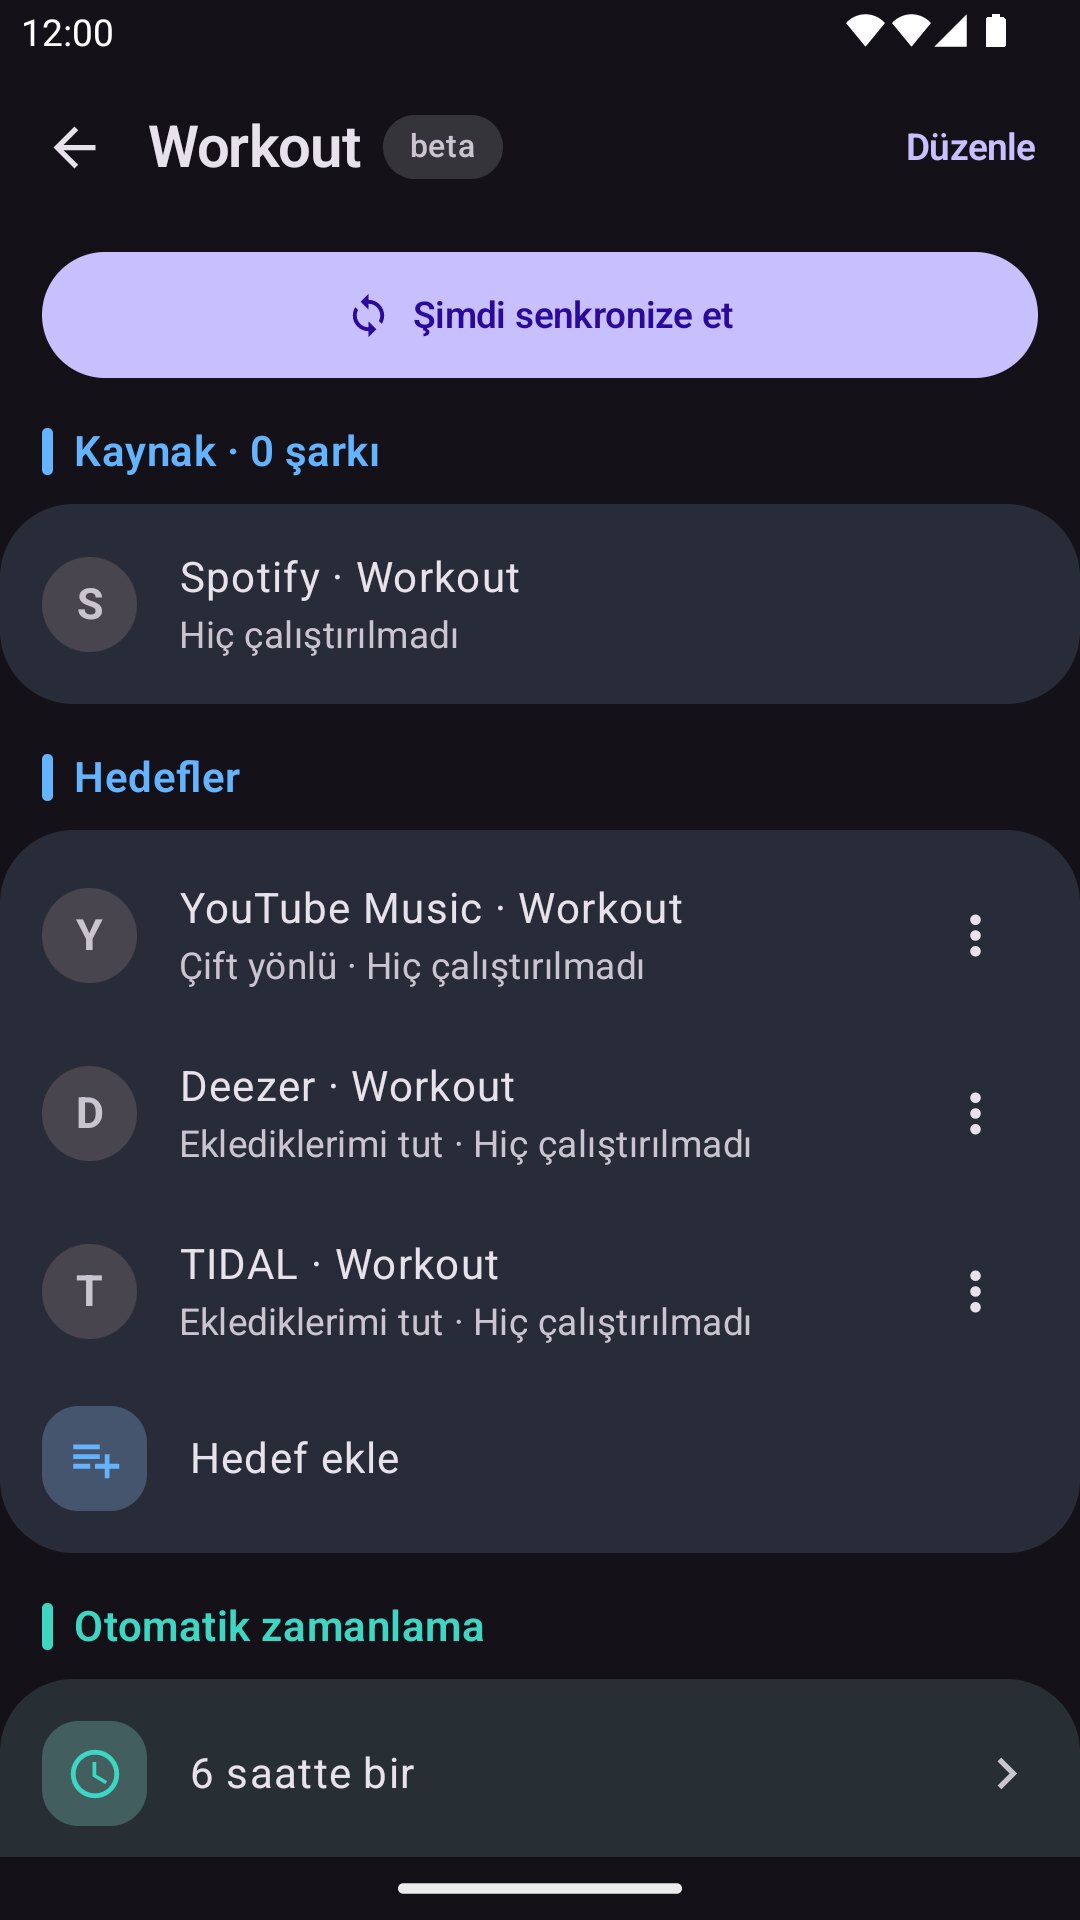 12:00
Workout
beta
Düzenle
Şimdi senkronize et
Kaynak · 0 şarkı
S
Spotify · Workout
Hiç çalıştırılmadı
Hedefler
Y
YouTube Music · Workout
Çift yönlü · Hiç çalıştırılmadı
D
Deezer · Workout
Eklediklerimi tut · Hiç çalıştırılmadı
T
TIDAL · Workout
Eklediklerimi tut · Hiç çalıştırılmadı
Hedef ekle
Otomatik zamanlama
6 saatte bir